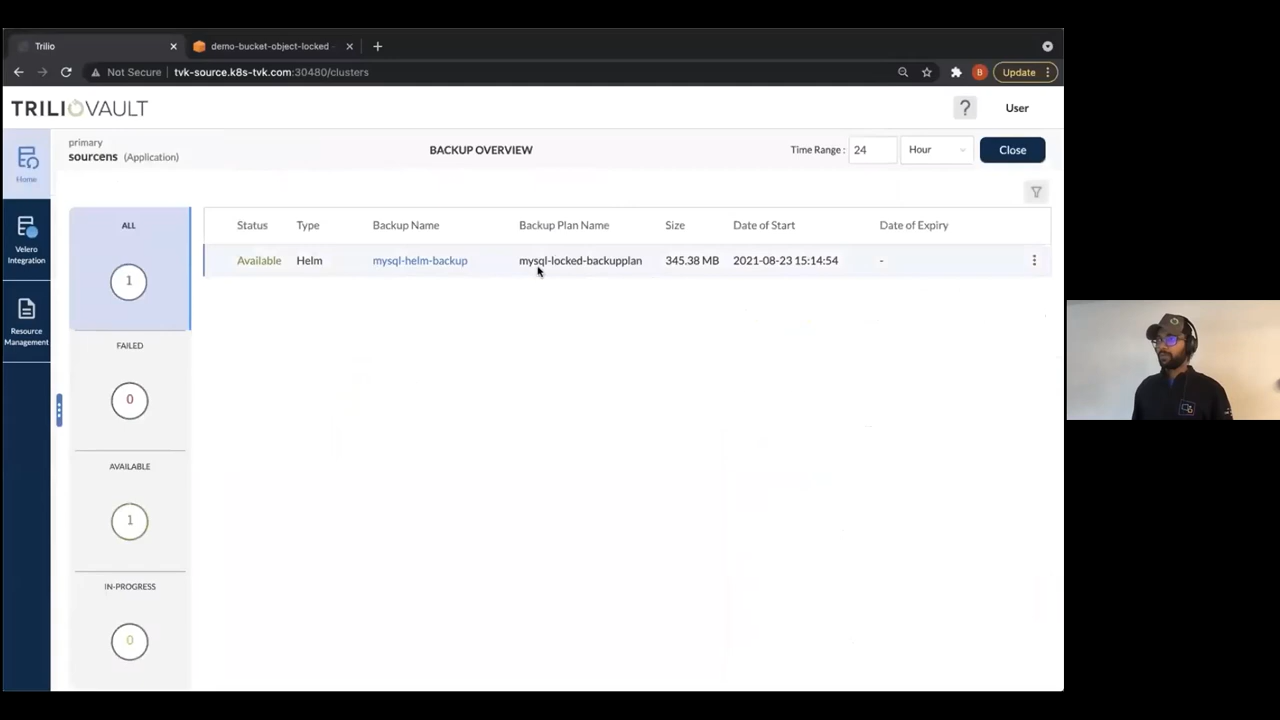 Trilio
demo-bucket-object-locked
Not Secure tvk-source.k8s-tvk.com:30480/clusters
B
Update
TRILIOVAULT
?
User
primary
sourcens (Application)
BACKUP OVERVIEW
Time Range : 24 Hour
Close
Home
Velero
Integration
Resource
Management
ALL
1
FAILED
0
AVAILABLE
1
IN-PROGRESS
0
Status Type Backup Name Backup Plan Name Size Date of Start Date of Expiry
Available Helm mysql-helm-backup mysql-locked-backupplan 345.38 MB 2021-08-23 15:14:54 -